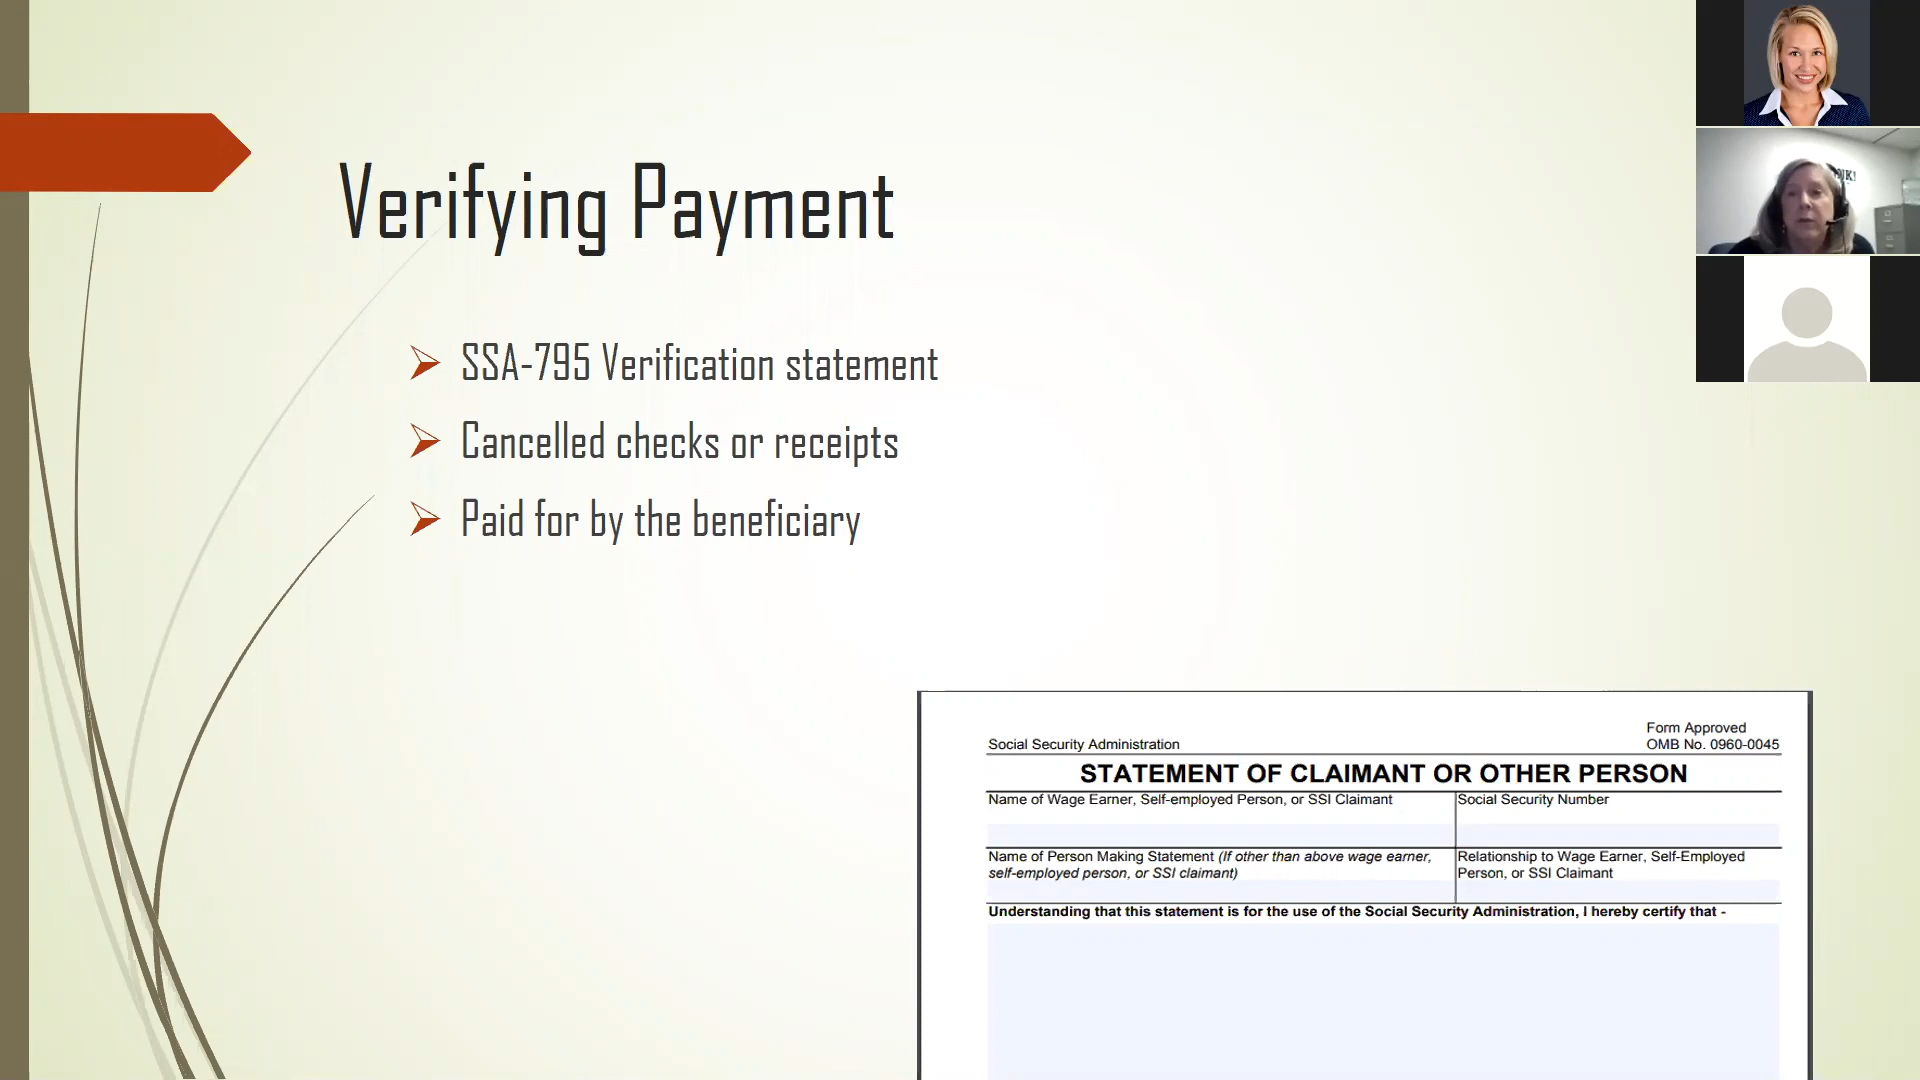 Verifying Payment
SSA-795 Verification statement
Cancelled checks or receipts
Paid for by the beneficiary
Form Approved
Social Security Administration
OMB No. 0960-0045
STATEMENT OF CLAIMANT OR OTHER PERSON
Name of Wage Earner, Self-employed Person, or SSI Claimant
Social Security Number
Name of Person Making Statement (If other than above wage earner,
self-employed person, or SSI claimant)
Relationship to Wage Earner, Self-Employed
Person, or SSI Claimant
Understanding that this statement is for the use of the Social Security Administration, I hereby certify that -